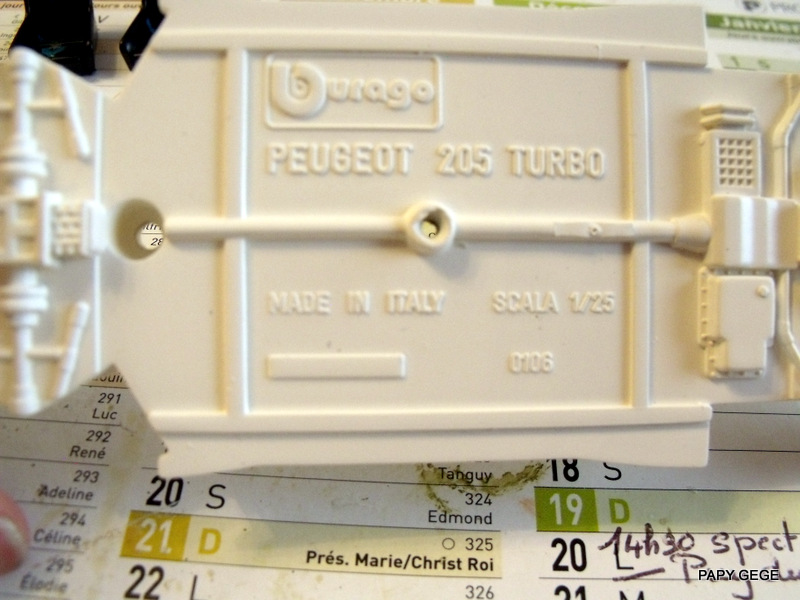 Janvier
burago
PEUGEOT 205 TURBO
MADE IN ITALY SCALA 1/25
0106
291
Luc
292
René
293
Adeline
294
Céline
295
Élodie
20 S
21 D
22 L
Tanguy
324
Edmond
325
Prés. Marie/Christ Roi
326
18 S
19 D
20 L
14h30 spect
21 M
PAPY GEGE